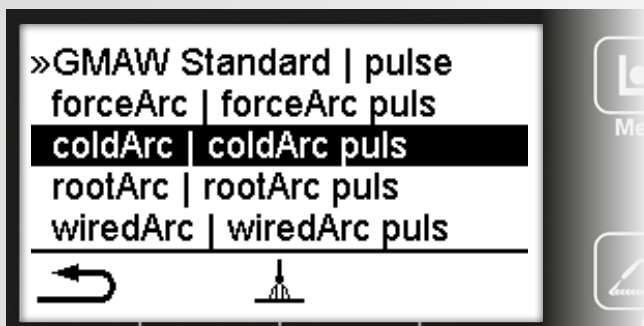 »GMAW Standard | pulse
forceArc | forceArc puls
coldArc | coldArc puls
rootArc | rootArc puls
wiredArc | wiredArc puls